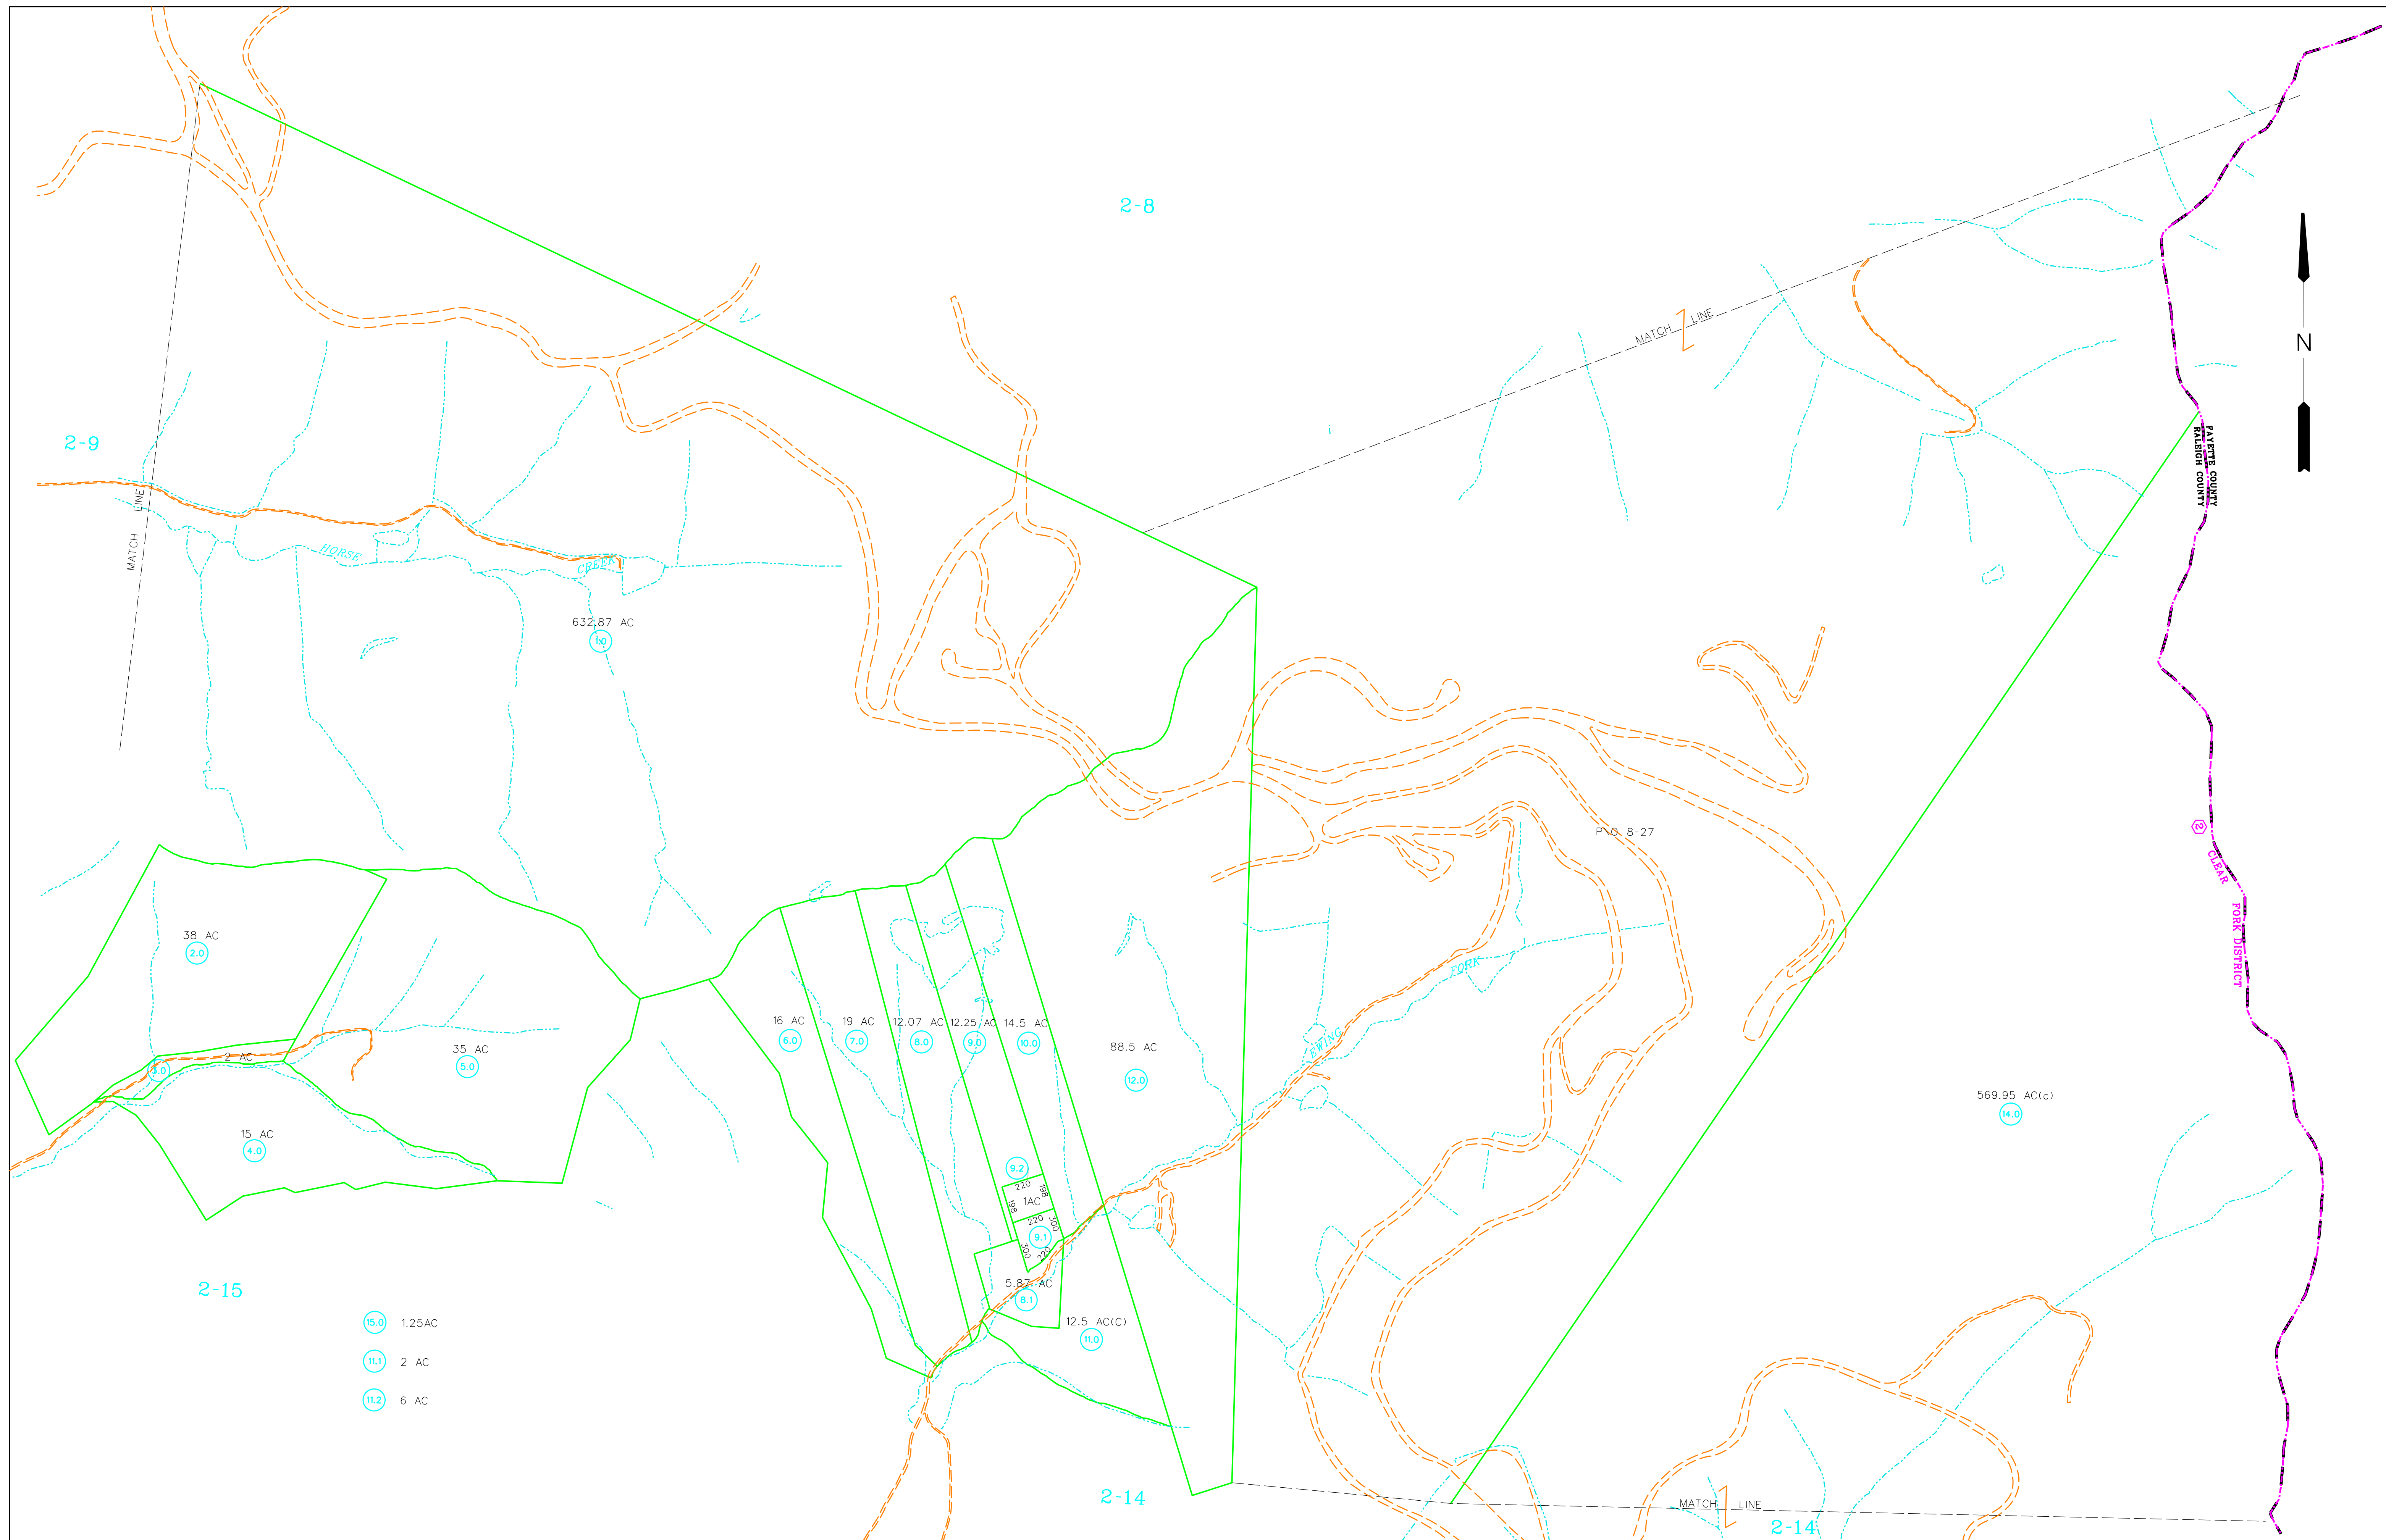 2-8
MATCH LINE
N
2-9
FAYETTE COUNTY
RALEIGH COUNTY
MATCH LINE
HORSE
CREEK
632.87 AC
1.0
P\O 8-27
2
CLEAR
FORK DISTRICT
38 AC
2.0
FORK
EWING
16 AC
6.0
19 AC
7.0
12.07 AC
8.0
12.25 AC
9.0
14.5 AC
10.0
88.5 AC
12.0
2 AC
3.0
35 AC
5.0
569.95 AC(c)
14.0
15 AC
4.0
9.2
220
198
1AC
198
220
300
9.1
300
220
5.87 AC
8.1
12.5 AC(C)
11.0
2-15
15.0 1.25AC
11.1 2 AC
11.2 6 AC
2-14
MATCH LINE
2-14